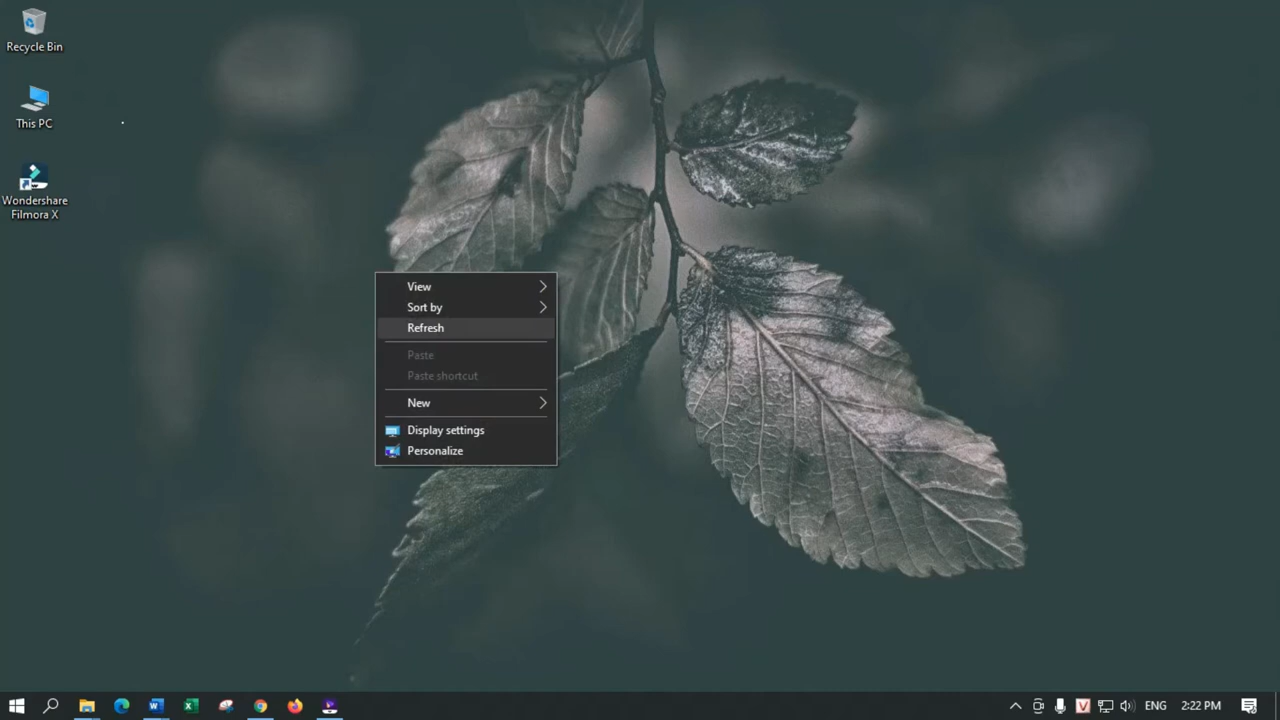 Recycle Bin
This PC
Wondershare
Filmora X
View
Sort by
Refresh
Paste
Paste shortcut
New
Display settings
Personalize
ENG
2:22 PM